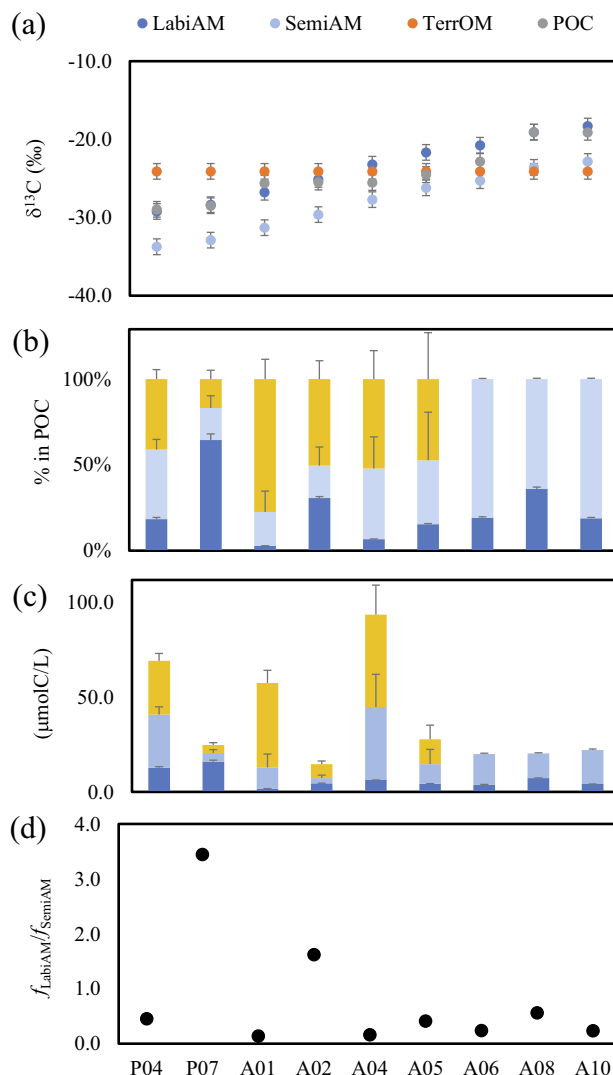 (a) LabiAM SemiAM TerrOM POC
-10.0
-20.0
-30.0
-40.0
δ¹³C (‰)
(b)
100%
50%
0%
% in POC
(c)
100.0
50.0
0.0
(μmolC/L)
(d)
4.0
3.0
2.0
1.0
0.0
fLabiAM/fSemiAM
P04 P07 A01 A02 A04 A05 A06 A08 A10